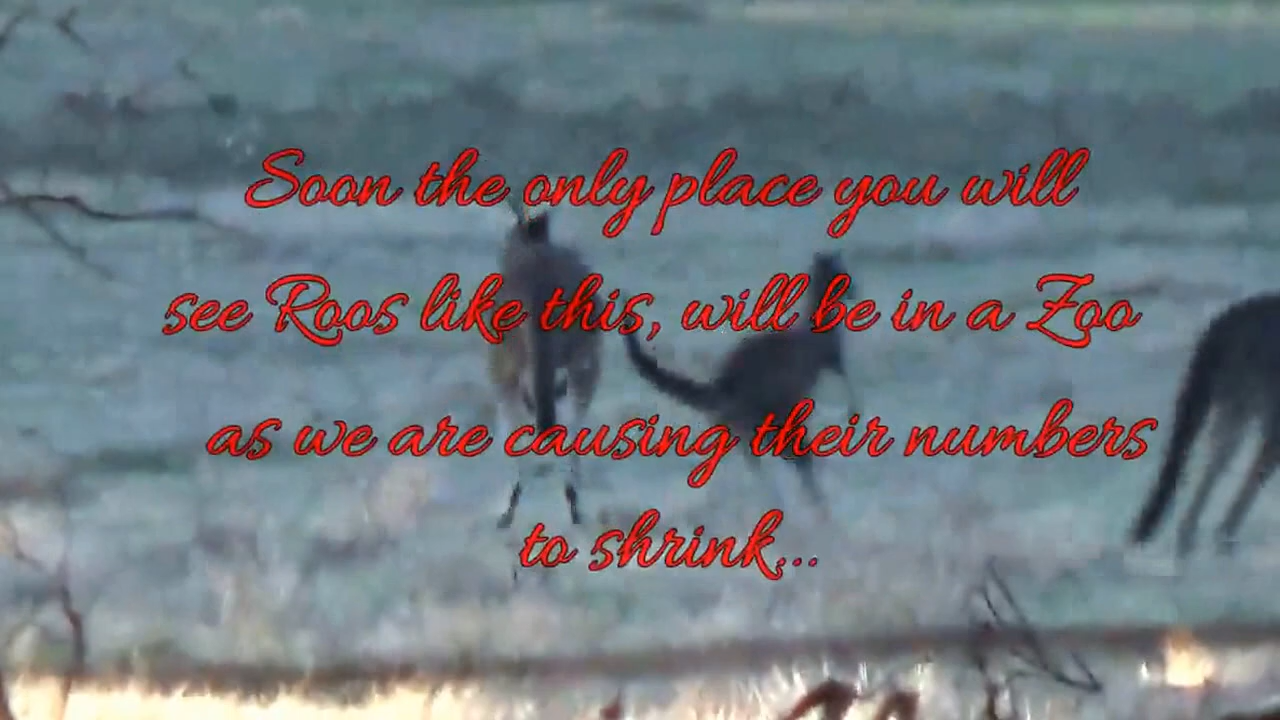 Soon the only place you will
see Roos like this, will be in a Zoo
as we are causing their numbers
to shrink...